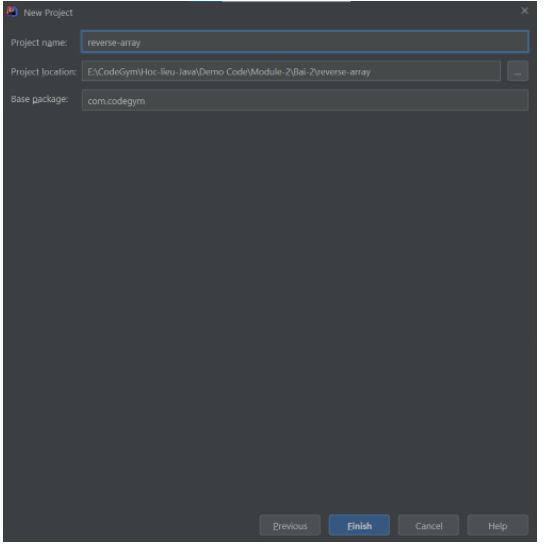 New Project
Project name: reverse-array
Project location: E:\CodeGym\Hoc-lieu-Java\Demo Code\Module-2\Bai-2\reverse-array ...
Base package: com.codegym
Previous Finish Cancel Help